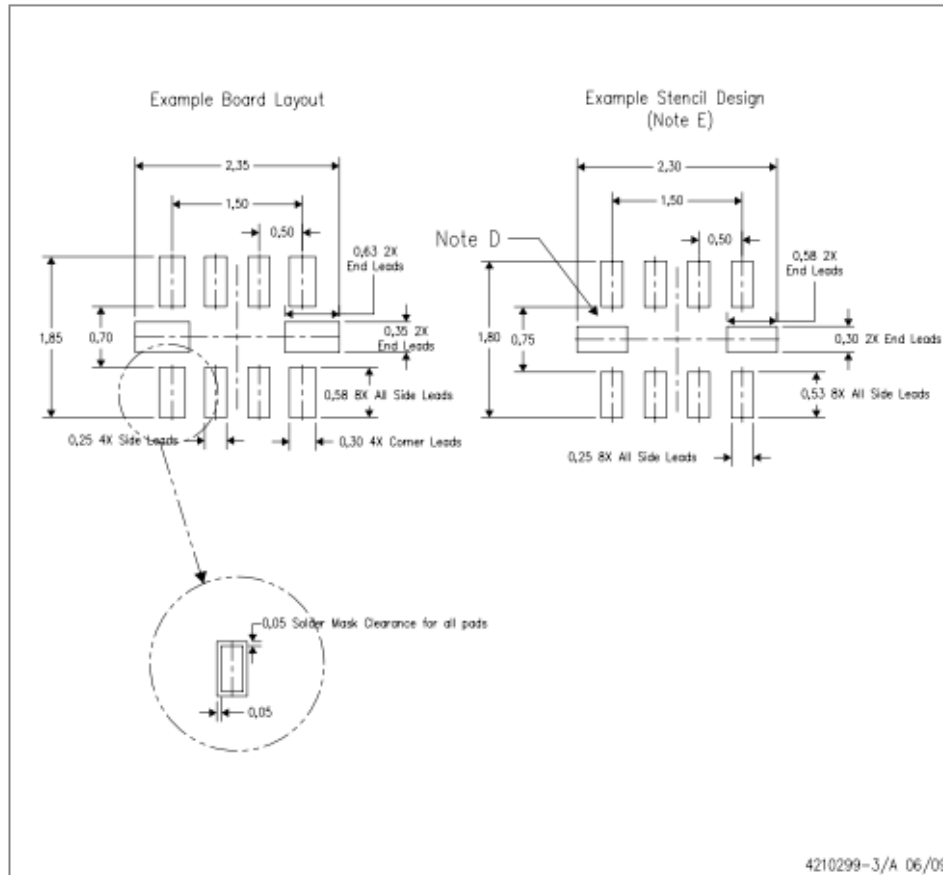 Example Board Layout
2,35
1,50
0,50
0,63 2X
End Leads
1,85
0,70
0,35 2X
End Leads
0,58 8X All Side Leads
0,25 4X Side Leads
0,30 4X Corner Leads
0,05 Solder Mask Clearance for all pads
0,05
Example Stencil Design
(Note E)
2,30
1,50
Note D
0,50
0,58 2X
End Leads
1,80
0,75
0,30 2X End Leads
0,53 8X All Side Leads
0,25 8X All Side Leads
4210299-3/A 06/09